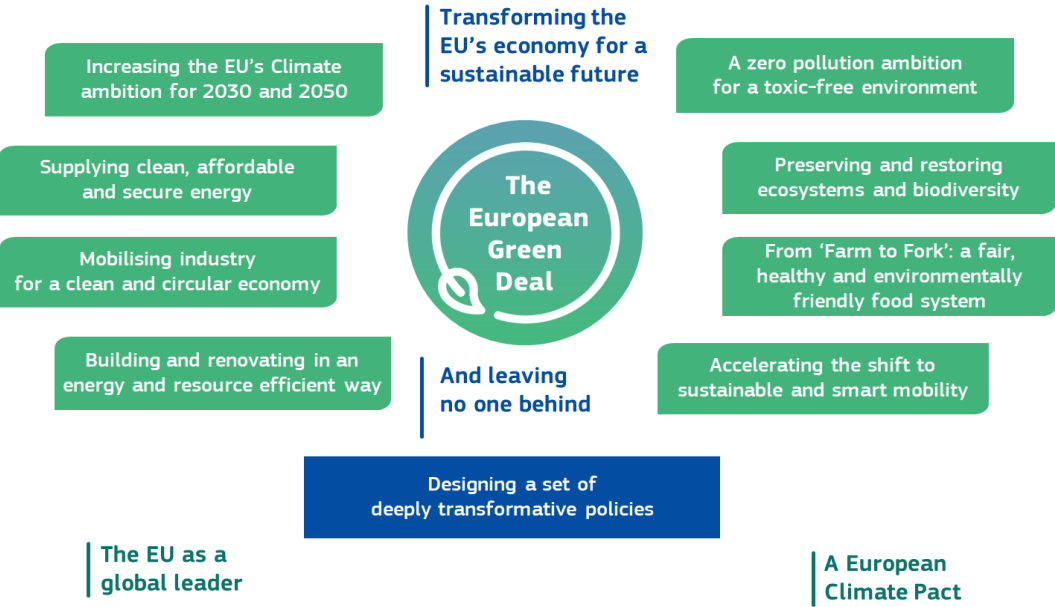 Transforming the
EU’s economy for a
sustainable future
Increasing the EU’s Climate
ambition for 2030 and 2050
Supplying clean, affordable
and secure energy
Mobilising industry
for a clean and circular economy
Building and renovating in an
energy and resource efficient way
The
European
Green
Deal
A zero pollution ambition
for a toxic-free environment
Preserving and restoring
ecosystems and biodiversity
From ‘Farm to Fork’: a fair,
healthy and environmentally
friendly food system
Accelerating the shift to
sustainable and smart mobility
And leaving
no one behind
Designing a set of
deeply transformative policies
The EU as a
global leader
A European
Climate Pact